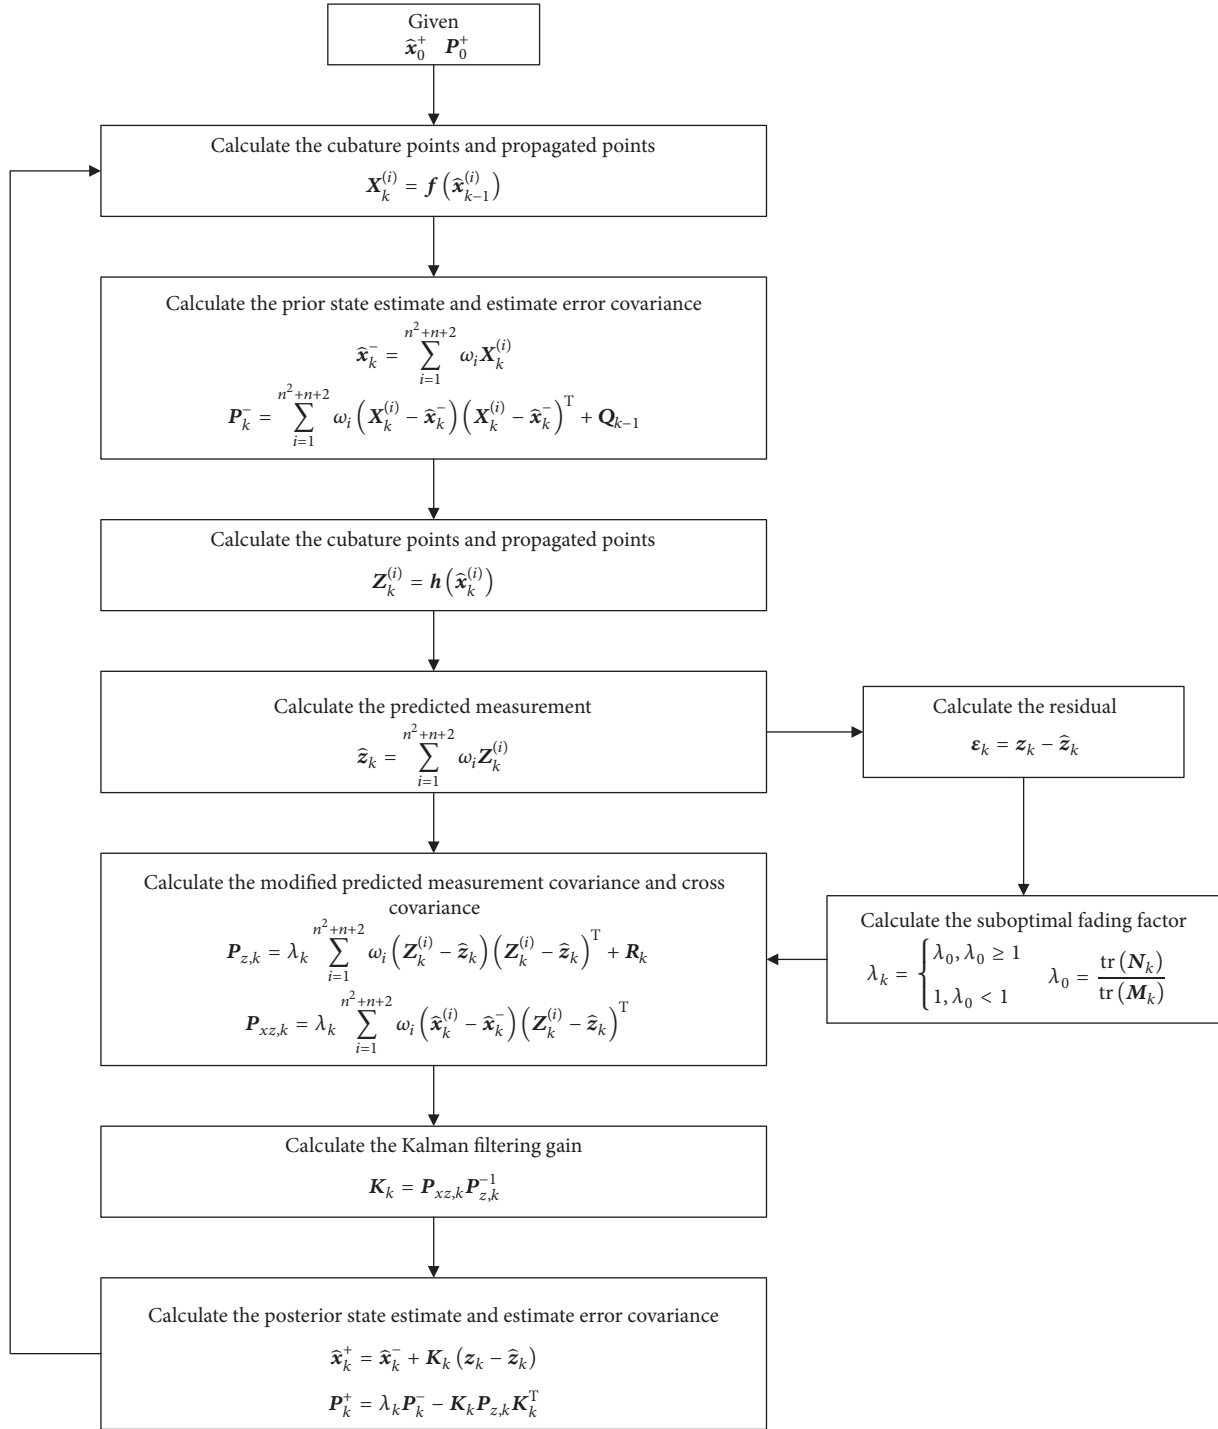 Given
x̂₀⁺ P₀⁺
Calculate the cubature points and propagated points
X_k^{(i)} = f(x̂_{k−1}^{(i)})
Calculate the prior state estimate and estimate error covariance
x̂_k^− = ∑_{i=1}^{n²+n+2} ω_i X_k^{(i)}
P_k^− = ∑_{i=1}^{n²+n+2} ω_i (X_k^{(i)} − x̂_k^−)(X_k^{(i)} − x̂_k^−)^T + Q_{k−1}
Calculate the cubature points and propagated points
Z_k^{(i)} = h(x̂_k^{(i)})
Calculate the predicted measurement
ẑ_k = ∑_{i=1}^{n²+n+2} ω_i Z_k^{(i)}
Calculate the residual
ε_k = z_k − ẑ_k
Calculate the suboptimal fading factor
λ_k = { λ₀, λ₀ ≥ 1
1, λ₀ < 1
λ₀ = tr(N_k) / tr(M_k)
Calculate the modified predicted measurement covariance and cross
covariance
P_{z,k} = λ_k ∑_{i=1}^{n²+n+2} ω_i (Z_k^{(i)} − ẑ_k)(Z_k^{(i)} − ẑ_k)^T + R_k
P_{xz,k} = λ_k ∑_{i=1}^{n²+n+2} ω_i (x̂_k^{(i)} − x̂_k^−)(Z_k^{(i)} − ẑ_k)^T
Calculate the Kalman filtering gain
K_k = P_{xz,k} P_{z,k}^{−1}
Calculate the posterior state estimate and estimate error covariance
x̂_k^+ = x̂_k^− + K_k (z_k − ẑ_k)
P_k^+ = λ_k P_k^− − K_k P_{z,k} K_k^T